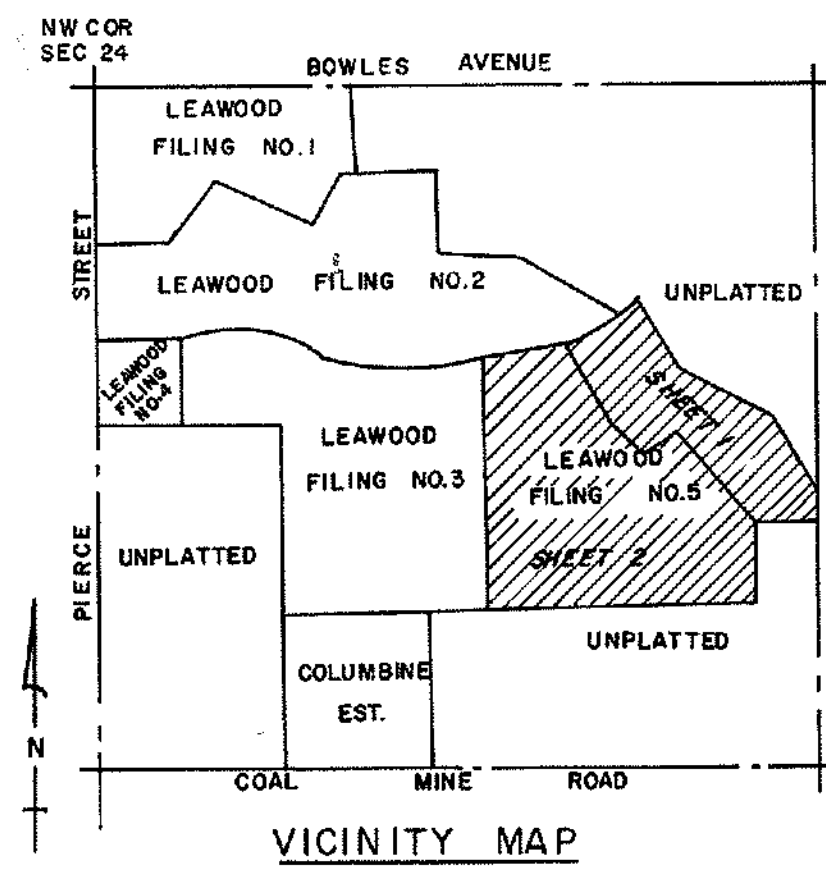 NW COR
SEC 24
BOWLES AVENUE
LEAWOOD
FILING NO.1
STREET
LEAWOOD FILING NO.2
UNPLATTED
LEAWOOD
FILING
NO.4
SHEET 1
LEAWOOD
FILING NO.3
LEAWOOD
FILING NO.5
SHEET 2
PIERCE
UNPLATTED
UNPLATTED
COLUMBINE
EST.
N
COAL MINE ROAD
VICINITY MAP